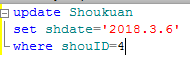 update Shoukuan
set shdate='2018.3.6'
where shouID=4